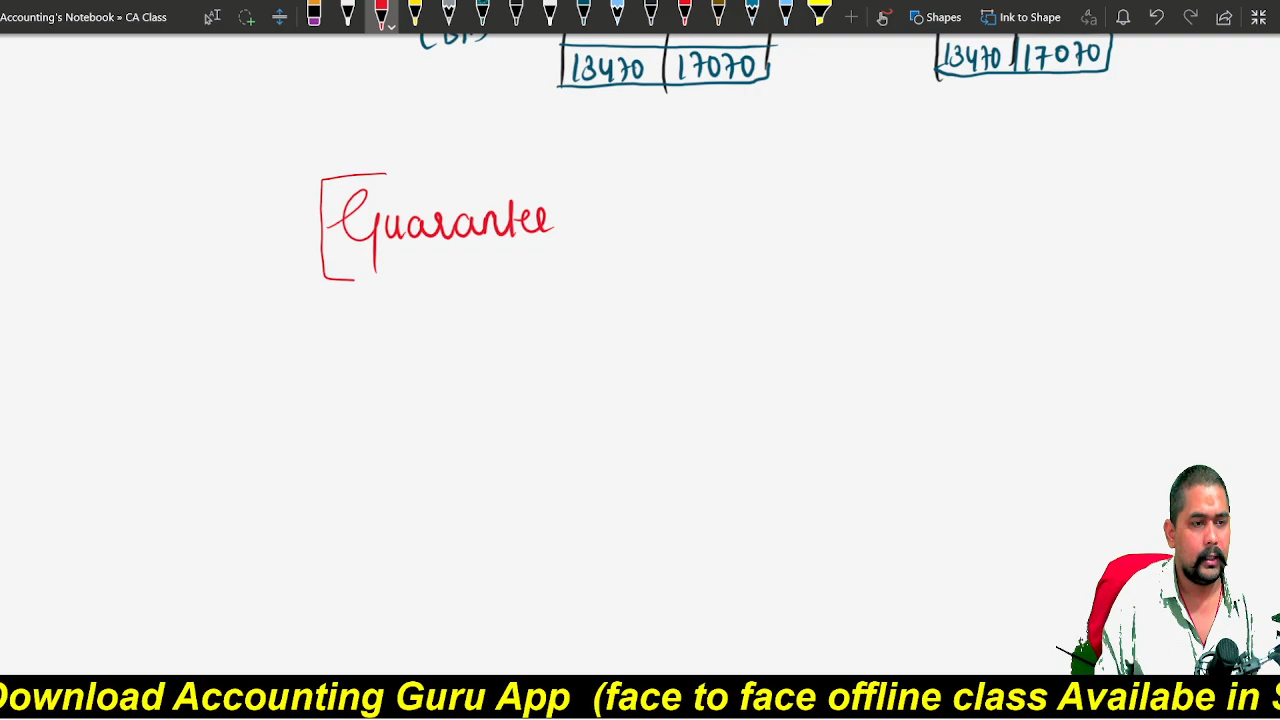 Accounting's Notebook » CA Class
Shapes
Ink to Shape
13470 17070
13470 17070
Guarantee
Download Accounting Guru App (face to face offline class Availabe in S